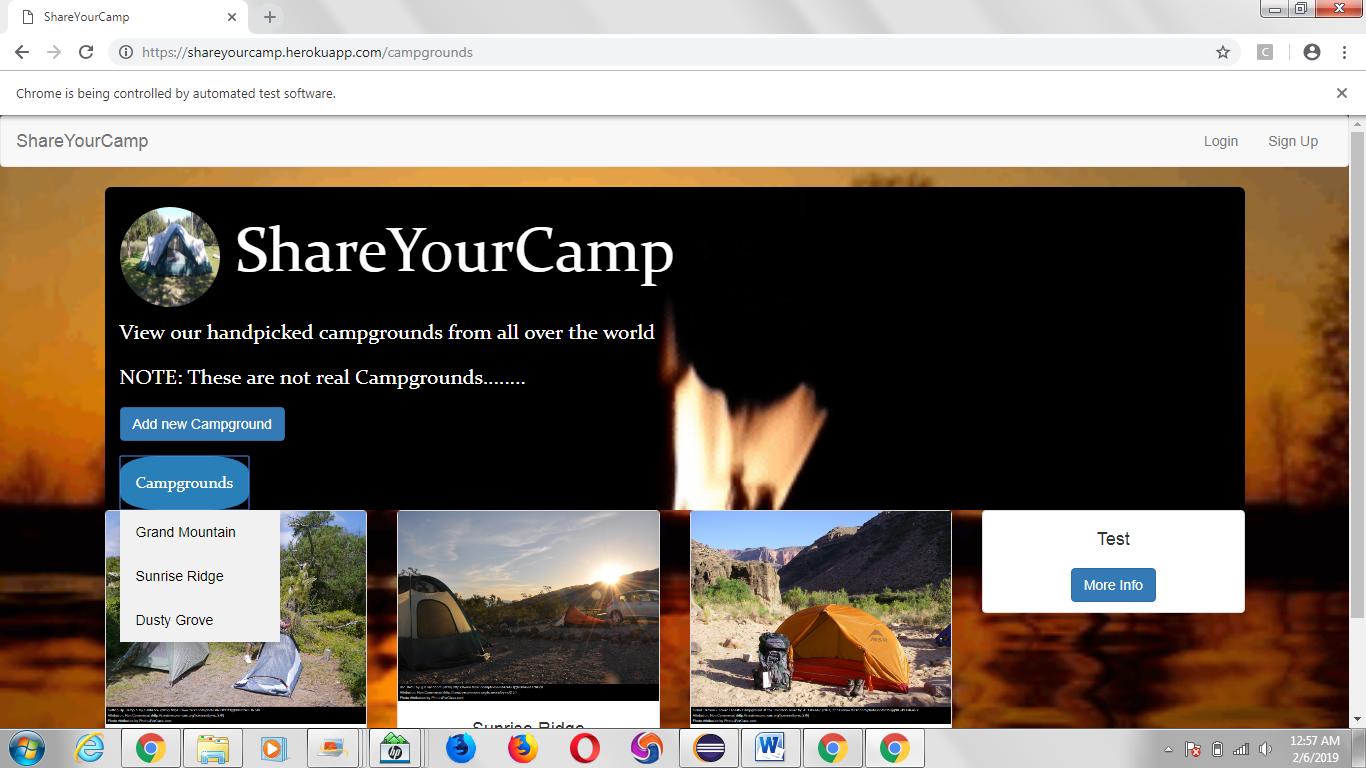 ShareYourCamp
https://shareyourcamp.herokuapp.com/campgrounds
C
Chrome is being controlled by automated test software.
ShareYourCamp
Login
Sign Up
ShareYourCamp
View our handpicked campgrounds from all over the world
NOTE: These are not real Campgrounds........
Add new Campground
Campgrounds
Grand Mountain
Sunrise Ridge
Dusty Grove
Test
More Info
Sunrise Ridge
12:57 AM
2/6/2019